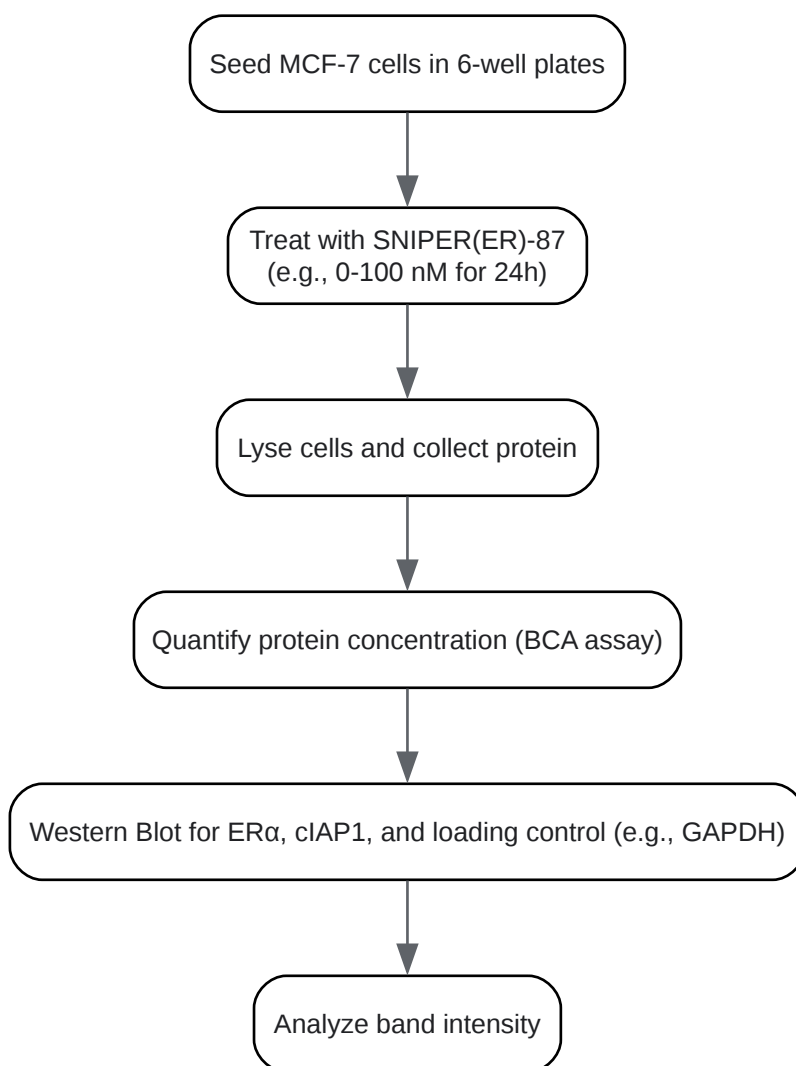 Seed MCF-7 cells in 6-well plates
Treat with SNIPER(ER)-87
(e.g., 0-100 nM for 24h)
Lyse cells and collect protein
Quantify protein concentration (BCA assay)
Western Blot for ERα, cIAP1, and loading control (e.g., GAPDH)
Analyze band intensity